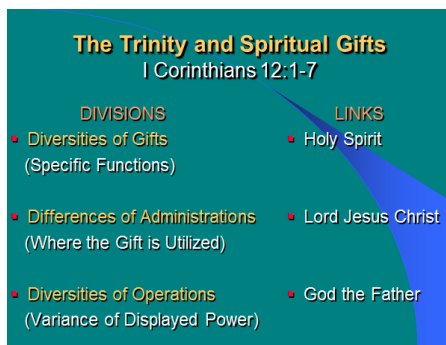 The Trinity and Spiritual Gifts
I Corinthians 12:1-7
DIVISIONS
Diversities of Gifts
(Specific Functions)
Differences of Administrations
(Where the Gift is Utilized)
Diversities of Operations
(Variance of Displayed Power)
LINKS
Holy Spirit
Lord Jesus Christ
God the Father